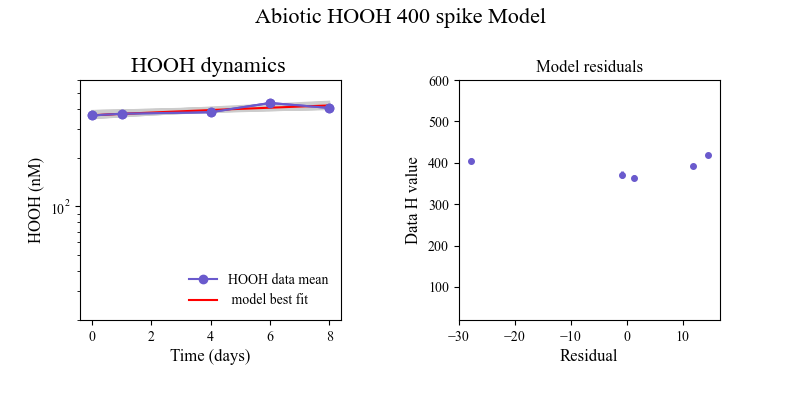 Abiotic HOOH 400 spike Model
HOOH dynamics
HOOH (nM)
10²
0 2 4 6 8
Time (days)
HOOH data mean
model best fit
Model residuals
Data H value
600
500
400
300
200
100
−30 −20 −10 0 10
Residual